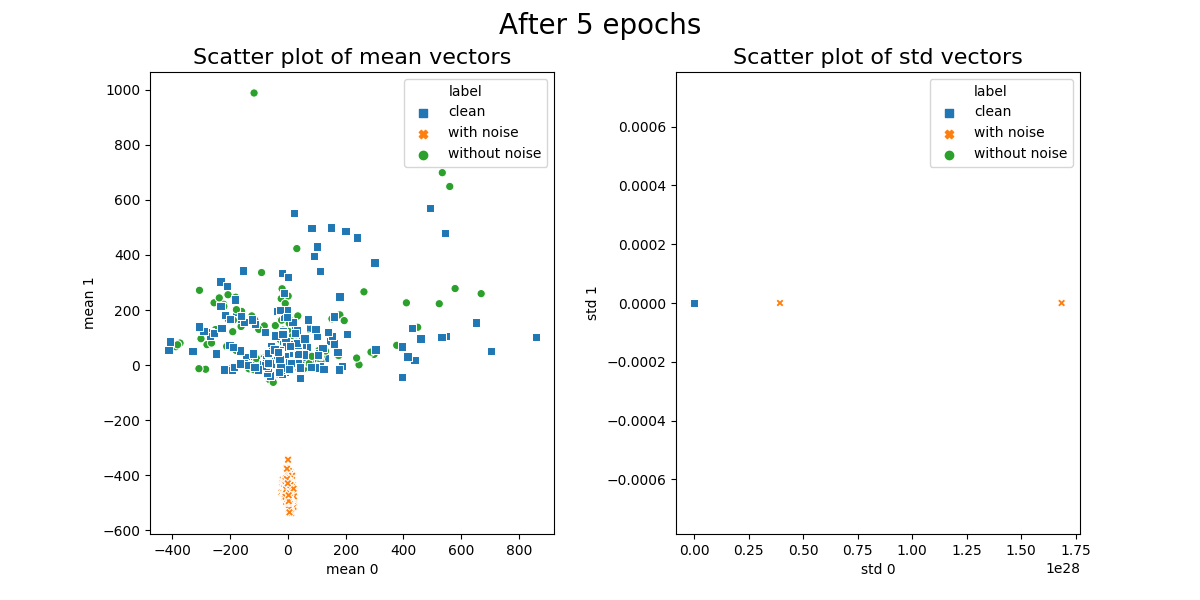 After 5 epochs
Scatter plot of mean vectors
1000
800
600
400
200
0
−200
−400
−600
mean 1
label
clean
with noise
without noise
−400
−200
0
200
400
600
800
mean 0
Scatter plot of std vectors
0.0006
0.0004
0.0002
0.0000
−0.0002
−0.0004
−0.0006
std 1
label
clean
with noise
without noise
0.00
0.25
0.50
0.75
1.00
1.25
1.50
1.75
1e28
std 0